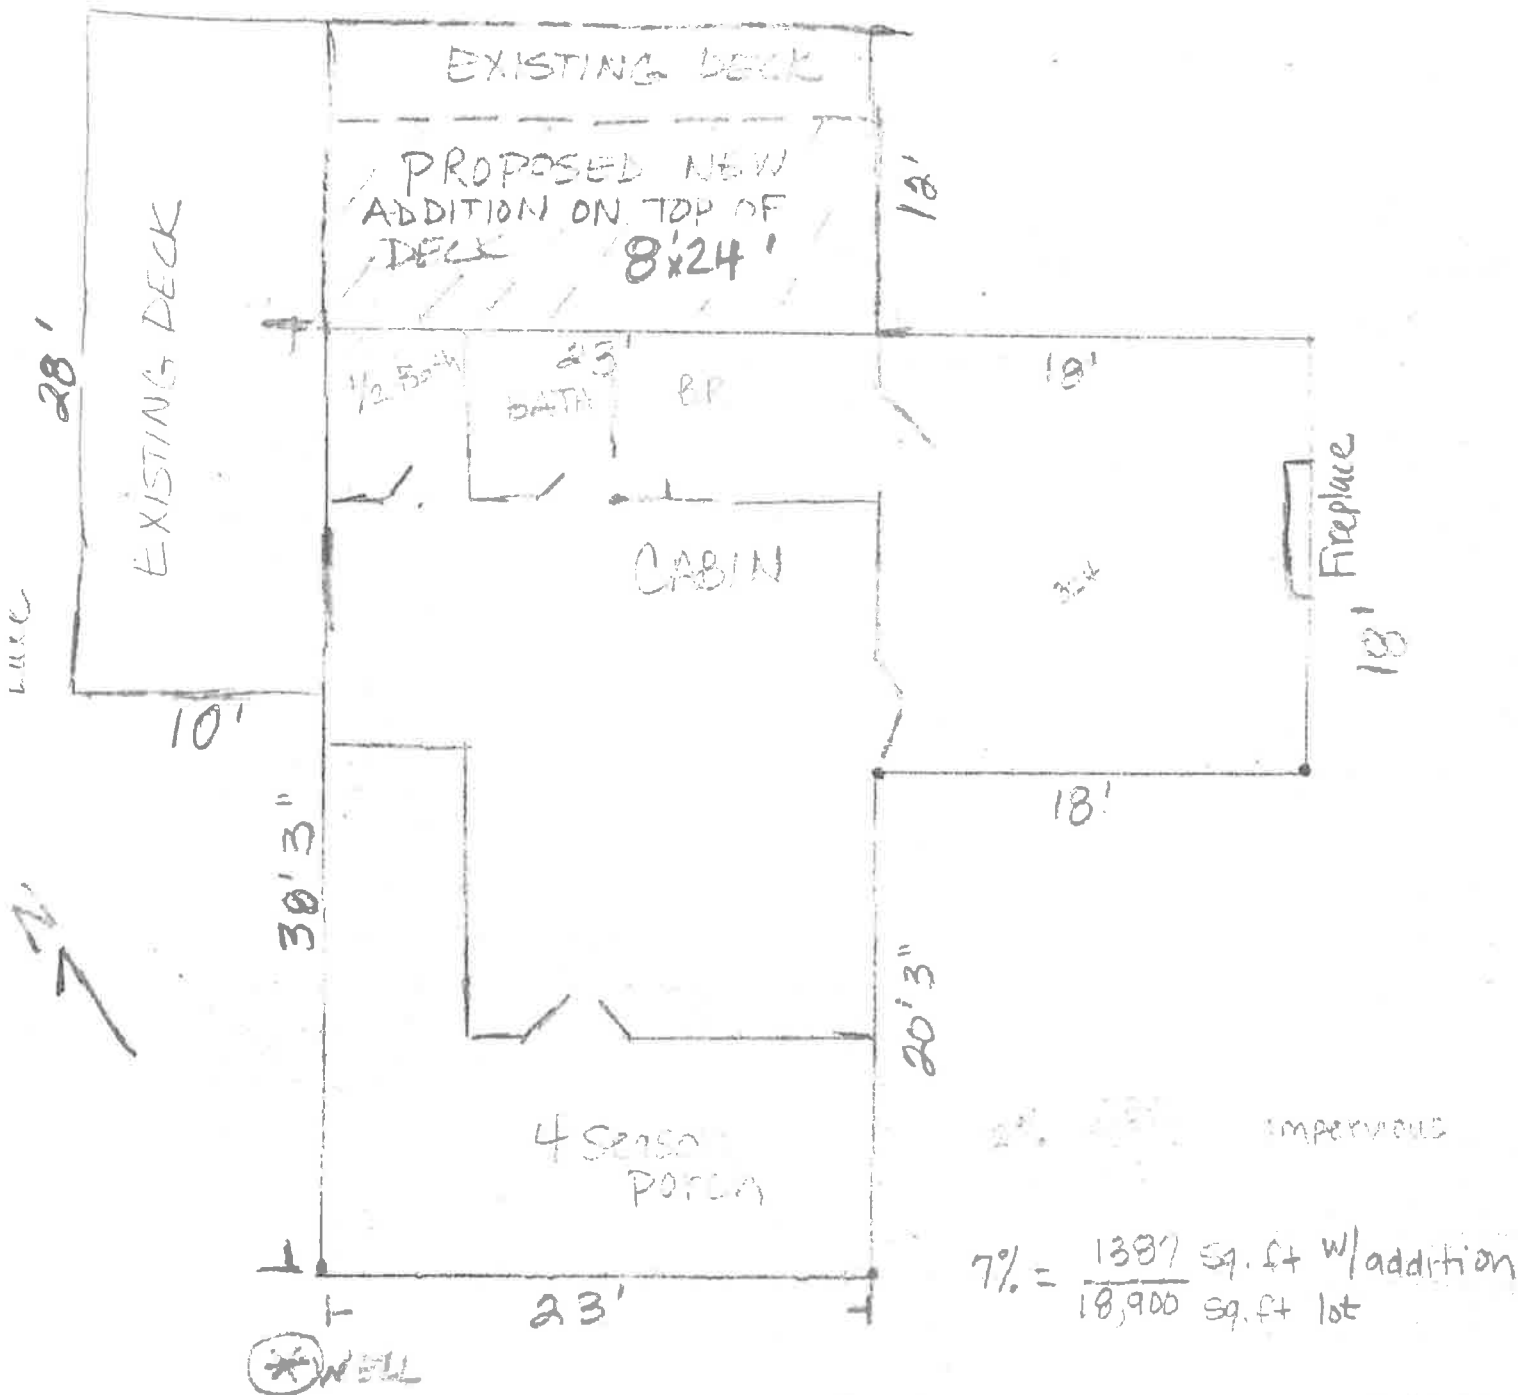 EXISTING DECK
PROPOSED NEW
ADDITION ON TOP OF
DECK 8'x24'
12'
EXISTING DECK
28'
10'
1/2 Bath
23'
BATH
BR
18'
CABIN
Fireplace
18'
18'
38' 3"
N
20' 3"
4 Seaso
Porch
impervious
7% = 1387 sq. ft w/addition
18,900 sq. ft lot
23'
WELL